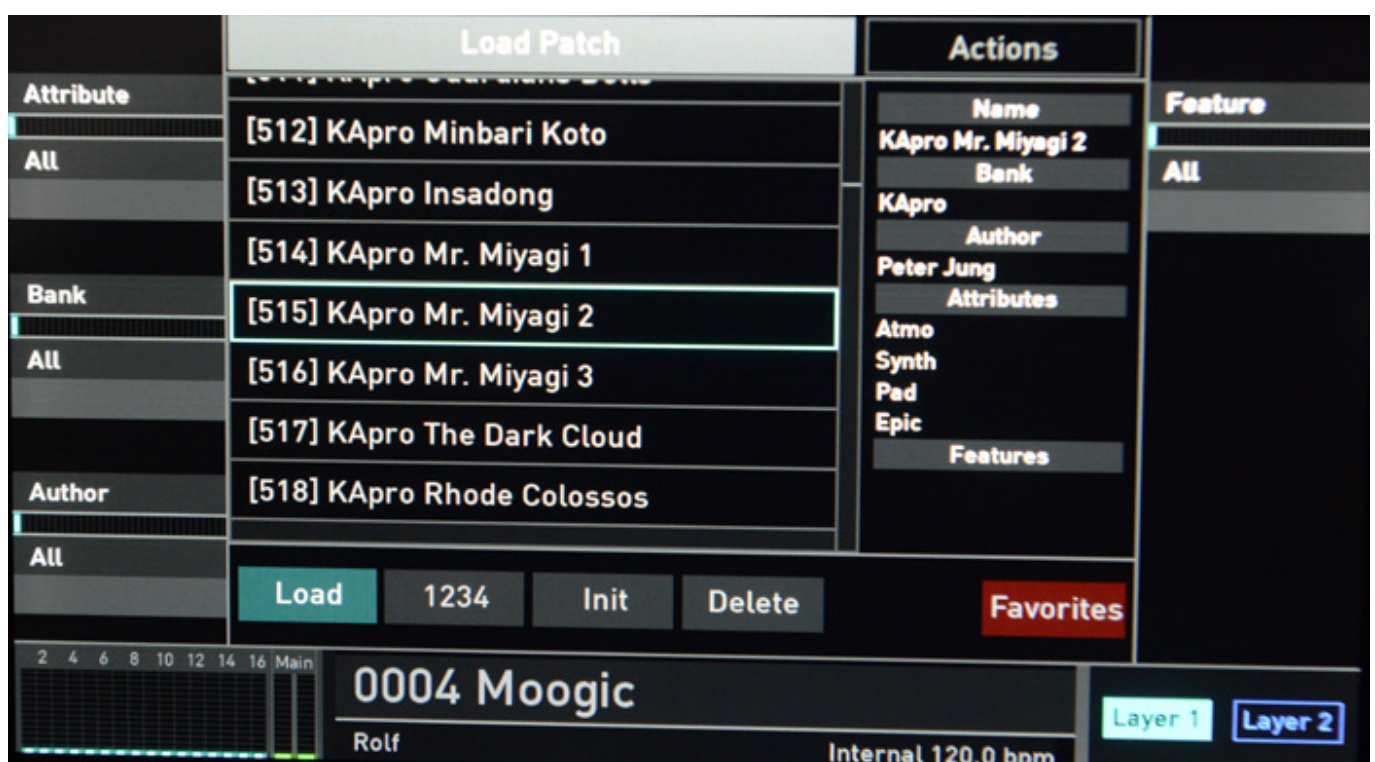 Load Patch
Actions
Attribute
All
Bank
All
Author
All
[512] KApro Minbari Koto
[513] KApro Insadong
[514] KApro Mr. Miyagi 1
[515] KApro Mr. Miyagi 2
[516] KApro Mr. Miyagi 3
[517] KApro The Dark Cloud
[518] KApro Rhode Colossos
Name
KApro Mr. Miyagi 2
Bank
KApro
Author
Peter Jung
Attributes
Atmo
Synth
Pad
Epic
Features
Feature
All
Load
1234
Init
Delete
Favorites
2 4 6 8 10 12 14 16 Main
0004 Moogic
Rolf
Internal 120.0 bpm
Layer 1
Layer 2